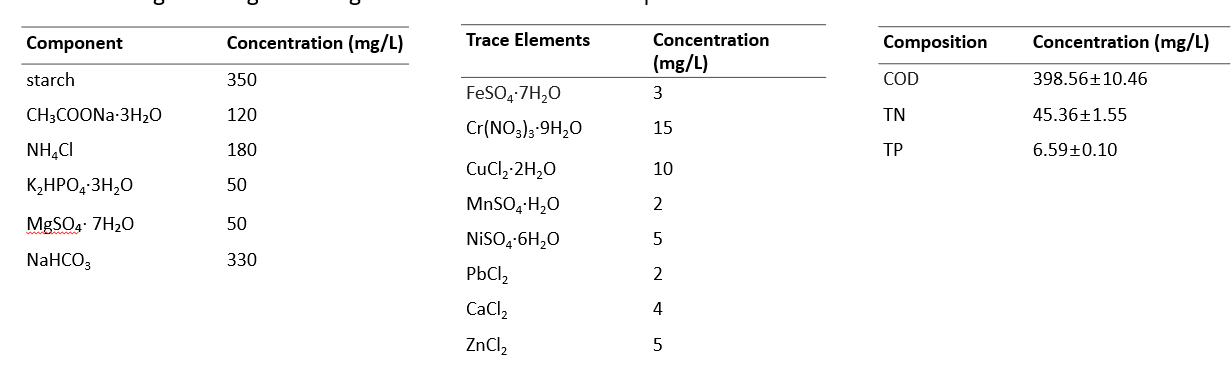 Component Concentration (mg/L)
starch 350
CH₃COONa·3H₂O 120
NH₄Cl 180
K₂HPO₄·3H₂O 50
MgSO₄· 7H₂O 50
NaHCO₃ 330
Trace Elements Concentration
(mg/L)
FeSO₄·7H₂O 3
Cr(NO₃)₃·9H₂O 15
CuCl₂·2H₂O 10
MnSO₄·H₂O 2
NiSO₄·6H₂O 5
PbCl₂ 2
CaCl₂ 4
ZnCl₂ 5
Composition Concentration (mg/L)
COD 398.56±10.46
TN 45.36±1.55
TP 6.59±0.10